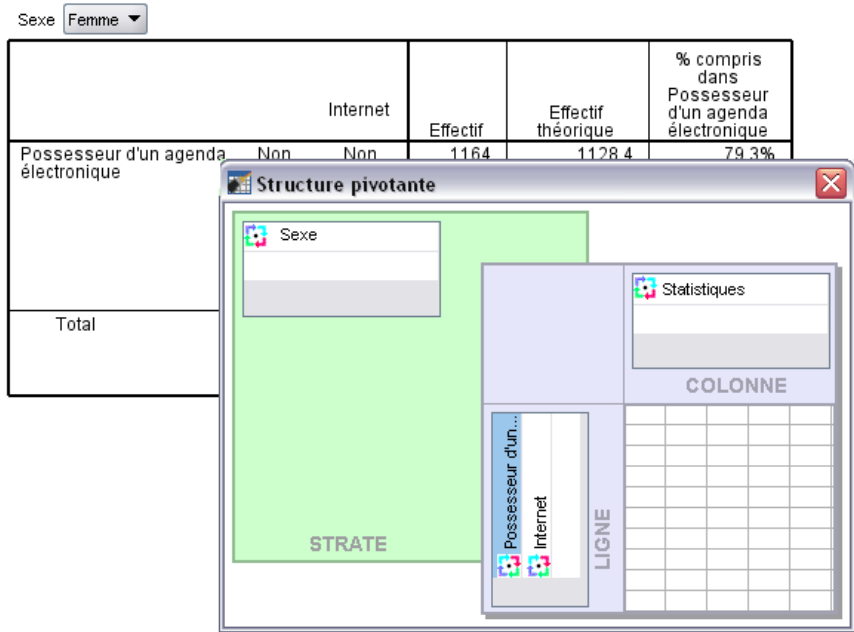 Sexe Femme
Internet
Effectif
Effectif
théorique
% compris
dans
Possesseur
d'un agenda
électronique
Possesseur d'un agenda
électronique
Non Non 1164 1128.4 79.3%
Total
Structure pivotante
Sexe
Statistiques
COLONNE
Possesseur d'un...
Internet
LIGNE
STRATE